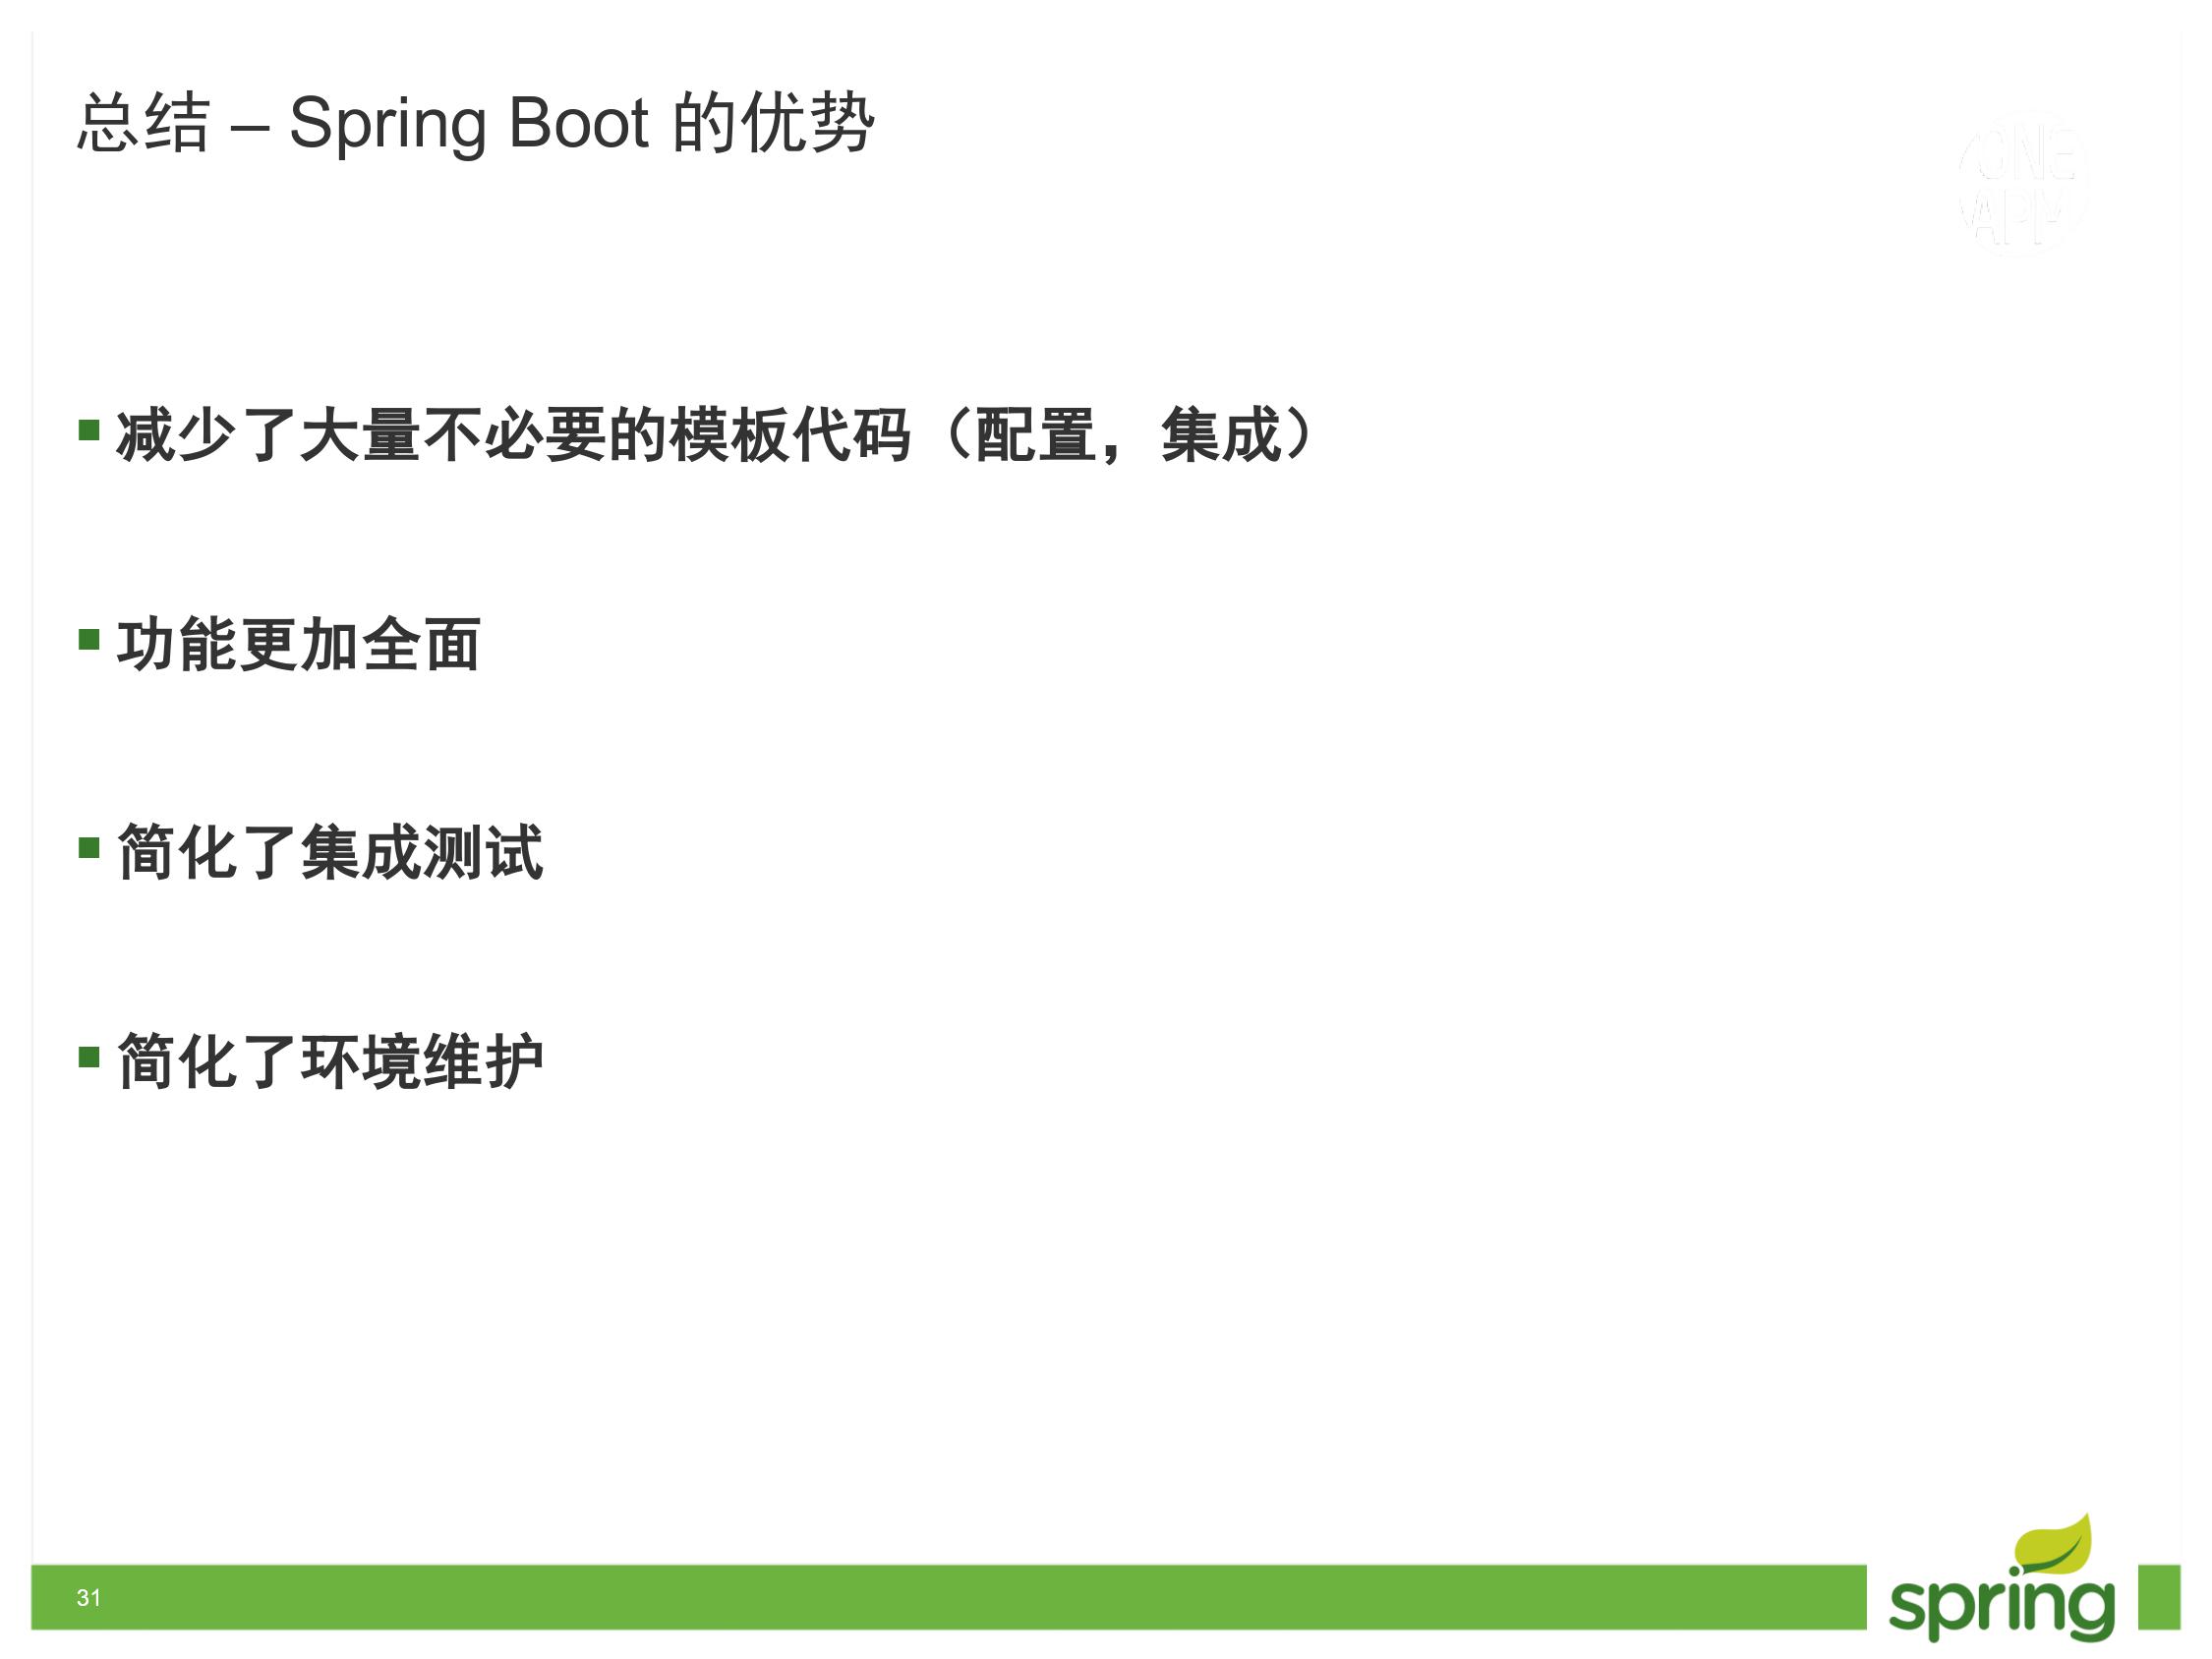 总结 – Spring Boot 的优势
ONE
APM
减少了大量不必要的模板代码（配置，集成）
功能更加全面
简化了集成测试
简化了环境维护
31
spring